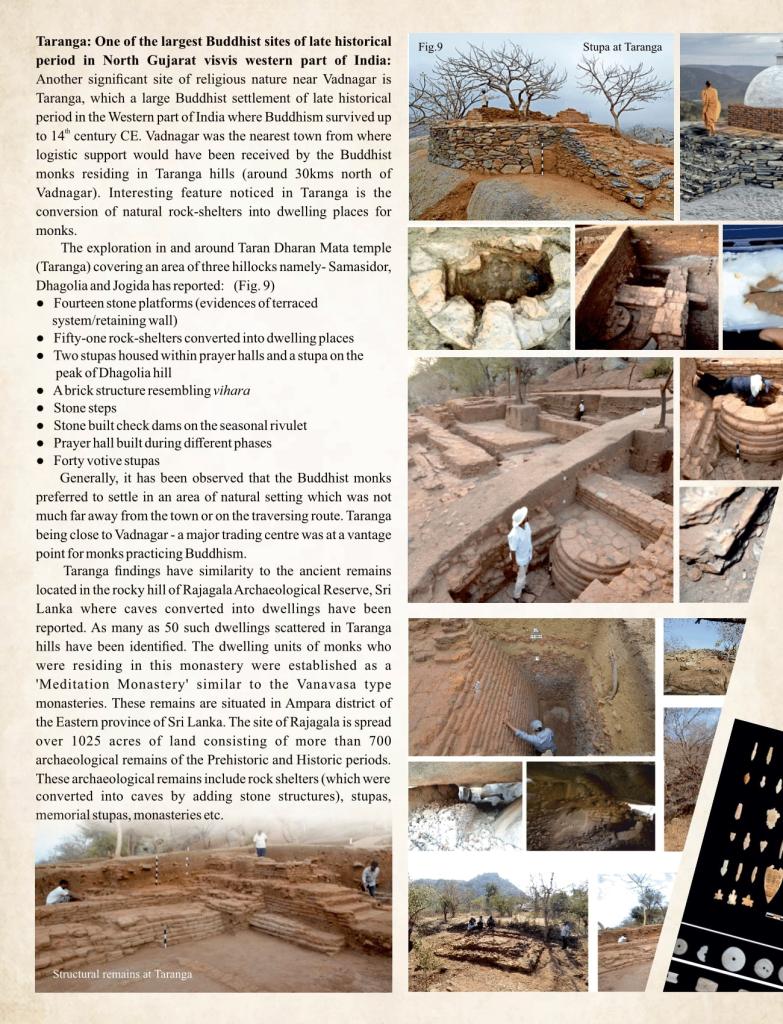 Taranga: One of the largest Buddhist sites of late historical
period in North Gujarat visvis western part of India:
Another significant site of religious nature near Vadnagar is
Taranga, which a large Buddhist settlement of late historical
period in the Western part of India where Buddhism survived up
to 14th century CE. Vadnagar was the nearest town from where
logistic support would have been received by the Buddhist
monks residing in Taranga hills (around 30kms north of
Vadnagar). Interesting feature noticed in Taranga is the
conversion of natural rock-shelters into dwelling places for
monks.
The exploration in and around Taran Dharan Mata temple
(Taranga) covering an area of three hillocks namely- Samasidor,
Dhagolia and Jogida has reported: (Fig. 9)
● Fourteen stone platforms (evidences of terraced
system/retaining wall)
● Fifty-one rock-shelters converted into dwelling places
● Two stupas housed within prayer halls and a stupa on the
peak of Dhagolia hill
● A brick structure resembling vihara
● Stone steps
● Stone built check dams on the seasonal rivulet
● Prayer hall built during different phases
● Forty votive stupas
Generally, it has been observed that the Buddhist monks
preferred to settle in an area of natural setting which was not
much far away from the town or on the traversing route. Taranga
being close to Vadnagar - a major trading centre was at a vantage
point for monks practicing Buddhism.
Taranga findings have similarity to the ancient remains
located in the rocky hill of Rajagala Archaeological Reserve, Sri
Lanka where caves converted into dwellings have been
reported. As many as 50 such dwellings scattered in Taranga
hills have been identified. The dwelling units of monks who
were residing in this monastery were established as a
'Meditation Monastery' similar to the Vanavasa type
monasteries. These remains are situated in Ampara district of
the Eastern province of Sri Lanka. The site of Rajagala is spread
over 1025 acres of land consisting of more than 700
archaeological remains of the Prehistoric and Historic periods.
These archaeological remains include rock shelters (which were
converted into caves by adding stone structures), stupas,
memorial stupas, monasteries etc.
Structural remains at Taranga
Fig.9
Stupa at Taranga